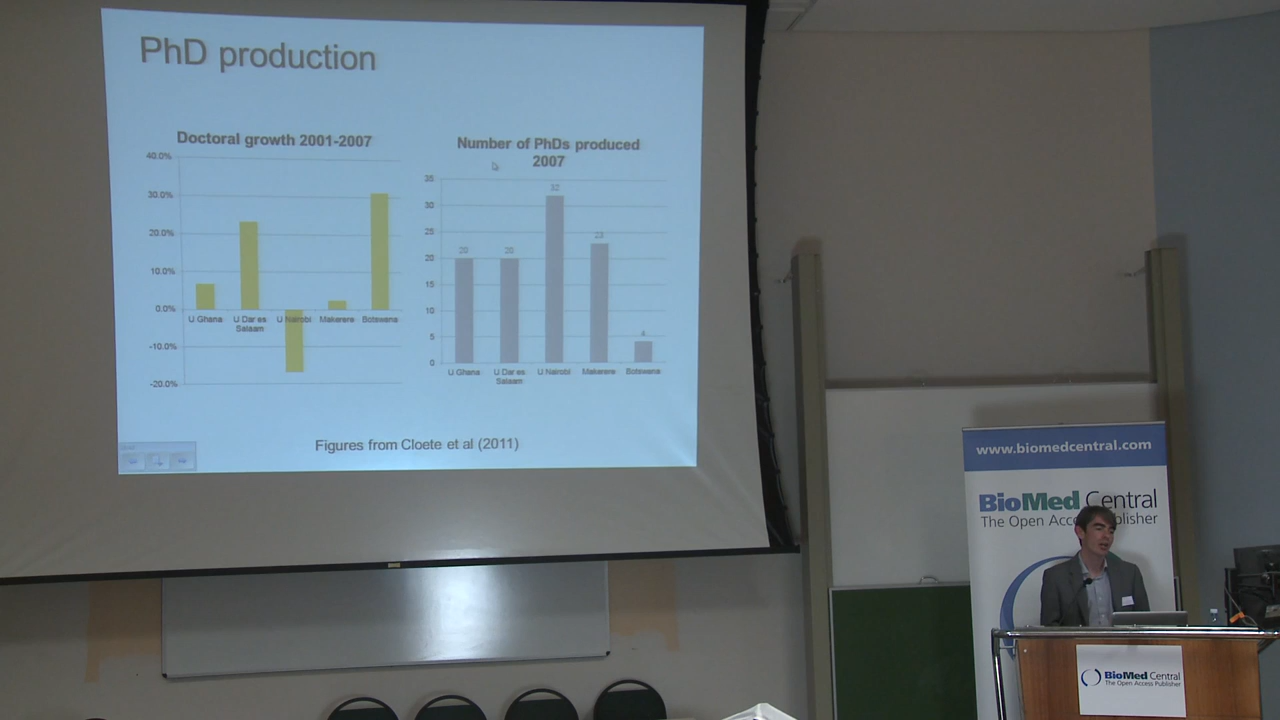 PhD production
Doctoral growth 2001-2007
40.0%
30.0%
20.0%
10.0%
0.0%
-10.0%
-20.0%
U Ghana
U Dar es
Salaam
U Nairobi
Makerere
Botswana
Number of PhDs produced
2007
35
30
25
20
15
10
5
0
20
20
32
23
4
U Ghana
U Dar es
Salaam
U Nairobi
Makerere
Botswana
Figures from Cloete et al (2011)
www.biomedcentral.com
BioMed Central
The Open Access Publisher
BioMed Central
The Open Access Publisher